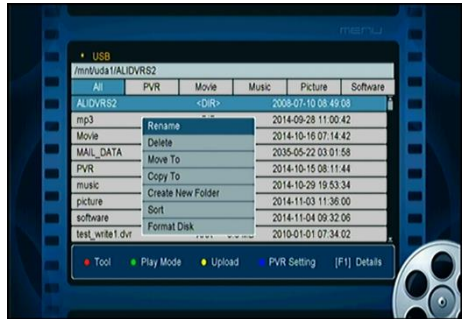 MENU
USB
/mnt/uda1/ALIDVRS2
All PVR Movie Music Picture Software
ALIDVRS2 <DIR> 2008-07-10 08:49:08
mp3 2014-09-28 11:00:42
Movie 2014-10-16 07:14:42
MAIL_DATA 2035-05-22 03:01:58
PVR 2014-10-15 08:11:44
music 2014-10-29 19:53:34
picture 2014-11-03 11:36:00
software 2014-11-04 09:32:06
test_write1.dvr 2010-01-01 07:34:02
Rename
Delete
Move To
Copy To
Create New Folder
Sort
Format Disk
Tool Play Mode Upload PVR Setting [F1] Details